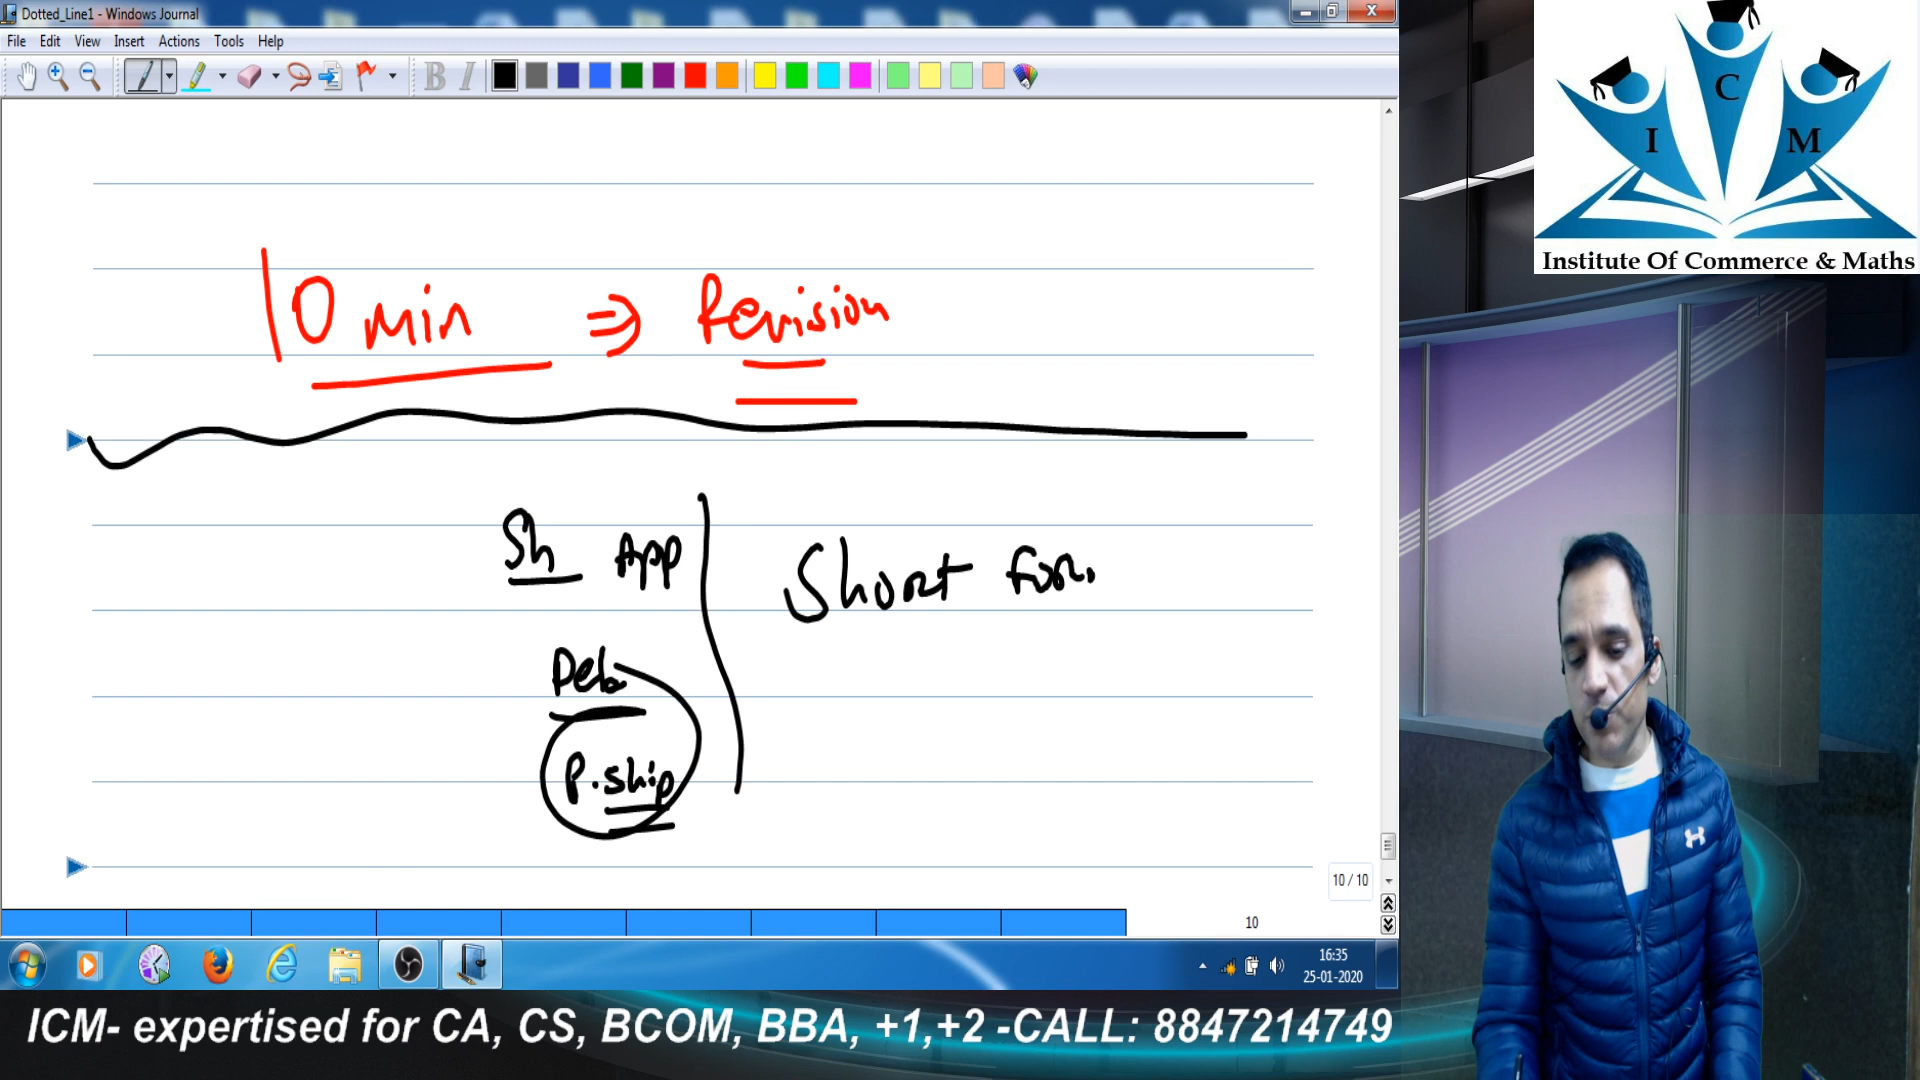 Dotted_Line1 - Windows Journal
File Edit View Insert Actions Tools Help
B I
I C M
Institute Of Commerce & Maths
10 min ⇒ Revision
Sh App
Short For.
Deb
P.ship
10 / 10
10
16:35
25-01-2020
ICM- expertised for CA, CS, BCOM, BBA, +1,+2 -CALL: 8847214749